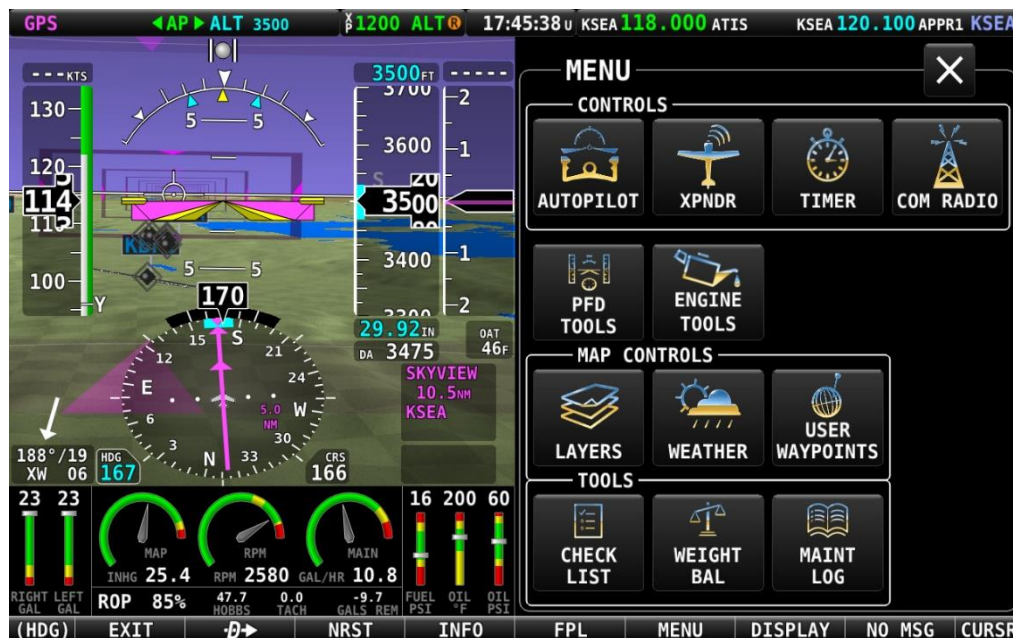 GPS ◄AP► ALT 3500 XP1200 ALT R 17:45:38 U KSEA 118.000 ATIS KSEA 120.100 APPR1 KSEA
MENU
---KTS
3500FT -----
130
120
114
110
100
Y
5 5
5 5
3700
3600
3500
20
3400
3300
2
1
1
2
S
170
29.92IN
DA 3475
OAT
46F
SKYVIEW
10.5NM
KSEA
12 15 S 21 24 W 30 33 N 3 6 E
5.0
NM
188°/19
XW 06
HDG
167
CRS
166
CONTROLS
AUTOPILOT
XPNDR
TIMER
COM RADIO
PFD
TOOLS
ENGINE
TOOLS
MAP CONTROLS
LAYERS
WEATHER
USER
WAYPOINTS
TOOLS
CHECK
LIST
WEIGHT
BAL
MAINT
LOG
23 23
RIGHT LEFT
GAL GAL
MAP
INHG 25.4
RPM
RPM 2580
MAIN
GAL/HR 10.8
ROP 85%
47.7
HOBBS
0.0
TACH
-9.7
GALS REM
16 200 60
FUEL OIL OIL
PSI °F PSI
(HDG) EXIT D NRST INFO FPL MENU DISPLAY NO MSG CURSR